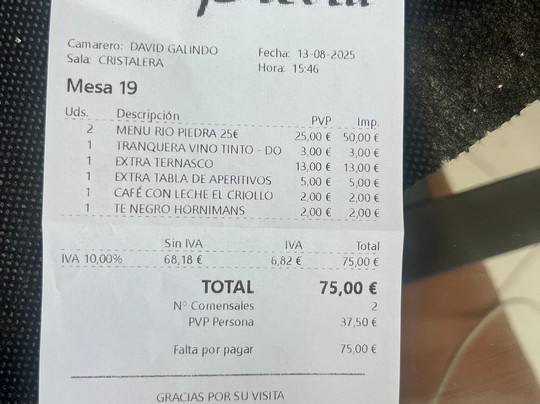 Camarero: DAVID GALINDO Fecha: 13-08-2025
Sala: CRISTALERA Hora: 15:46
Mesa 19
Uds. Descripción PVP Imp.
2 MENU RIO PIEDRA 25€ 25,00 € 50,00 €
1 TRANQUERA VINO TINTO - DO 3,00 € 3,00 €
1 EXTRA TERNASCO 13,00 € 13,00 €
1 EXTRA TABLA DE APERITIVOS 5,00 € 5,00 €
1 CAFÉ CON LECHE EL CRIOLLO 2,00 € 2,00 €
1 TE NEGRO HORNIMANS 2,00 € 2,00 €
Sin IVA IVA Total
IVA 10,00% 68,18 € 6,82 € 75,00 €
TOTAL 75,00 €
Nº Comensales 2
PVP Persona 37,50 €
Falta por pagar 75,00 €
GRACIAS POR SU VISITA